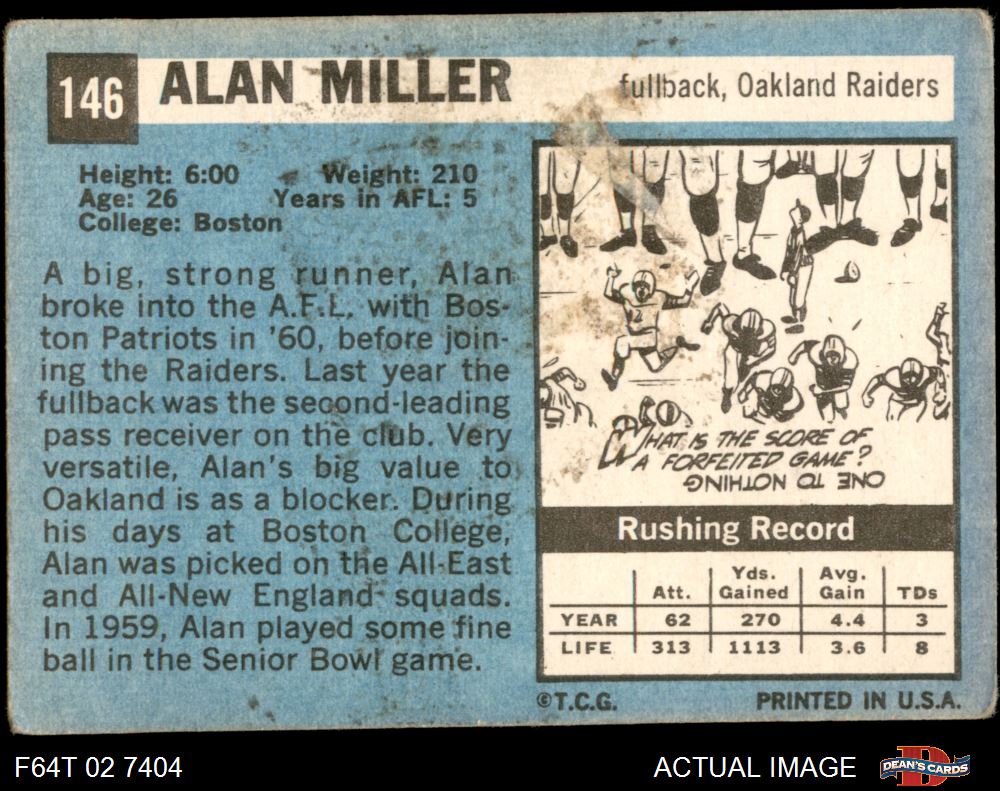 146
ALAN MILLER
fullback, Oakland Raiders
Height: 6:00 Weight: 210
Age: 26 Years in AFL: 5
College: Boston
A big, strong runner, Alan
broke into the A.F.L. with Bos-
ton Patriots in '60, before join-
ing the Raiders. Last year the
fullback was the second-leading
pass receiver on the club. Very
versatile, Alan's big value to
Oakland is as a blocker. During
his days at Boston College,
Alan was picked on the All-East
and All-New England squads.
In 1959, Alan played some fine
ball in the Senior Bowl game.
2
WHAT IS THE SCORE OF
A FORFEITED GAME?
ONE TO NOTHING
Rushing Record
Att. Yds. Gained Avg. Gain TDs
YEAR 62 270 4.4 3
LIFE 313 1113 3.6 8
©T.C.G. PRINTED IN U.S.A.
F64T 02 7404
ACTUAL IMAGE
D
DEAN'S CARDS